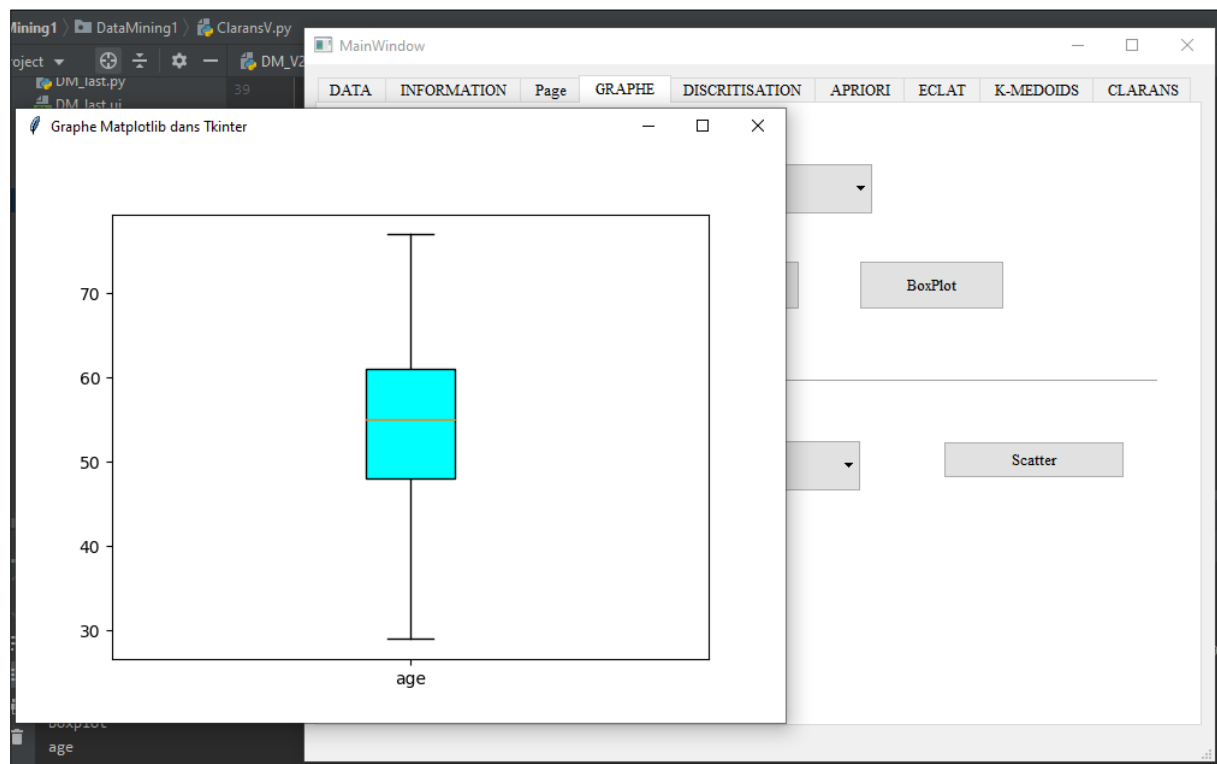 Mining1 DataMining1 ClaransV.py
MainWindow
DM_V2
DM_last.py
39
DM_last.ui
DATA INFORMATION Page GRAPHE DISCRITISATION APRIORI ECLAT K-MEDOIDS CLARANS
Graphe Matplotlib dans Tkinter
70
60
50
40
30
age
BoxPlot
Scatter
boxplot
age